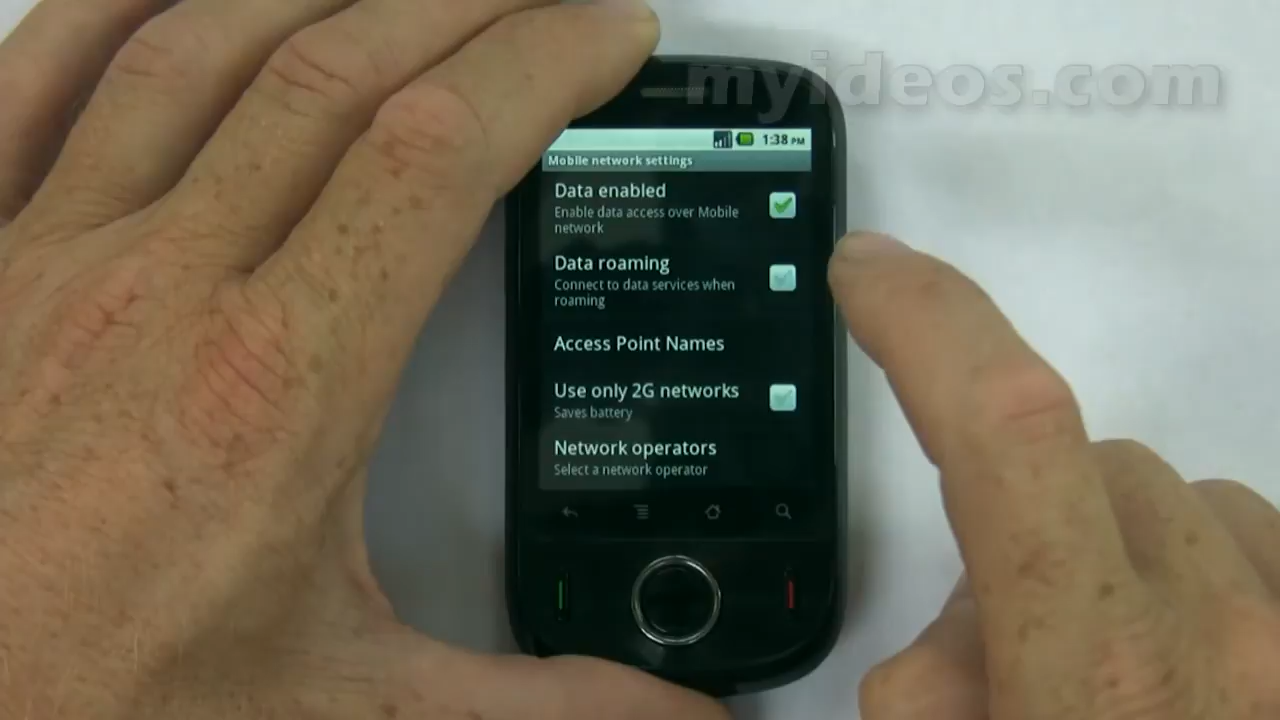 myideos.com
1:38 PM
Mobile network settings
Data enabled
Enable data access over Mobile
network
Data roaming
Connect to data services when
roaming
Access Point Names
Use only 2G networks
Saves battery
Network operators
Select a network operator